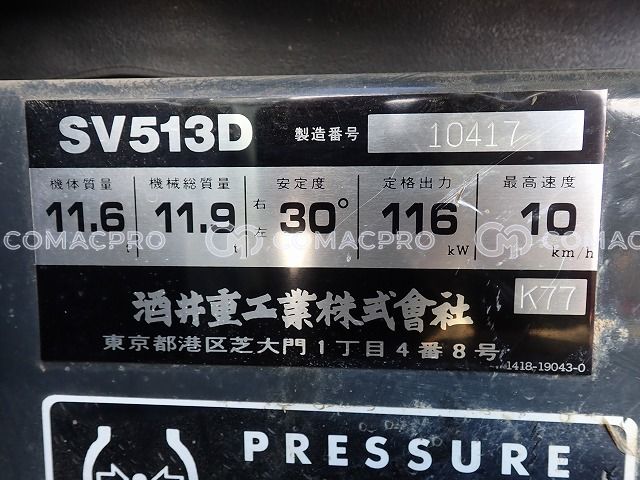 SV513D 製造番号 10417
機体質量 機械総質量 安定度 定格出力 最高速度
11.6 t 11.9 t 右左 30° 116 kW 10 km/h
COMACPRO COMACPRO COMACPRO
K77
酒井重工業株式會社
東京都港区芝大門1丁目4番8号
1418-19043-0
PRESSURE